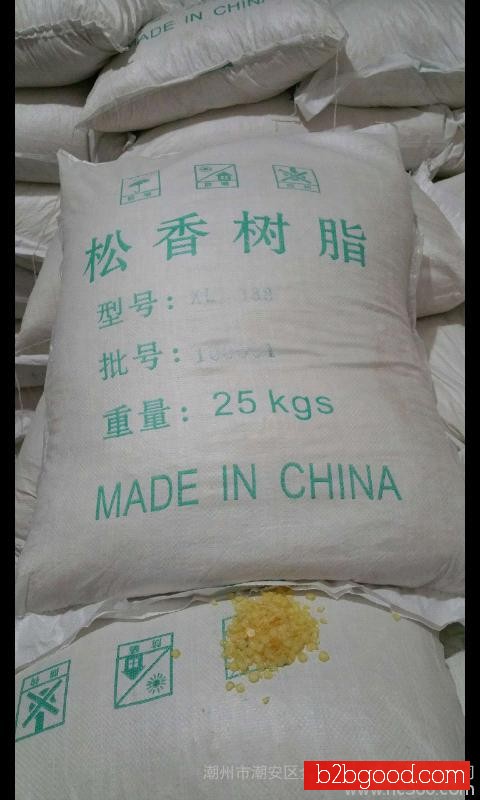 MADE IN CHINA
松香树脂
型号：
批号：
重量：25 kgs
MADE IN CHINA
潮州市潮安区
b2bgood.com